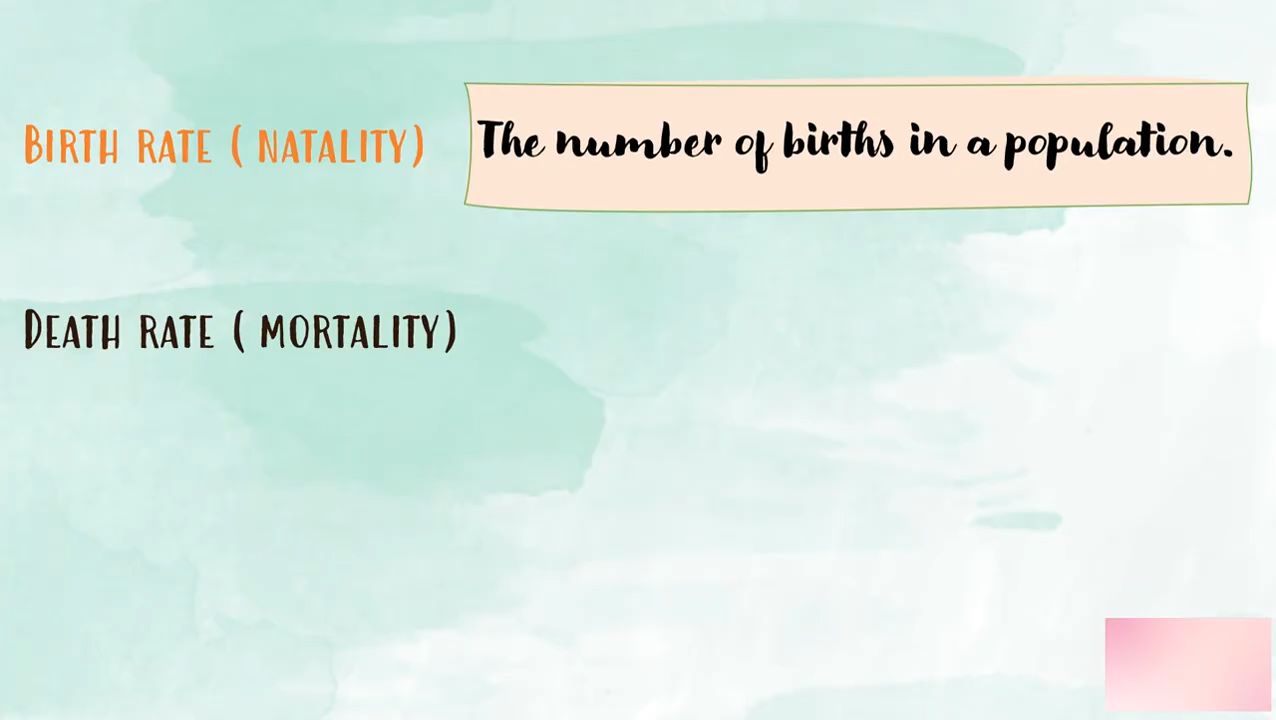 BIRTH RATE ( NATALITY)
The number of births in a population.
DEATH RATE ( MORTALITY)